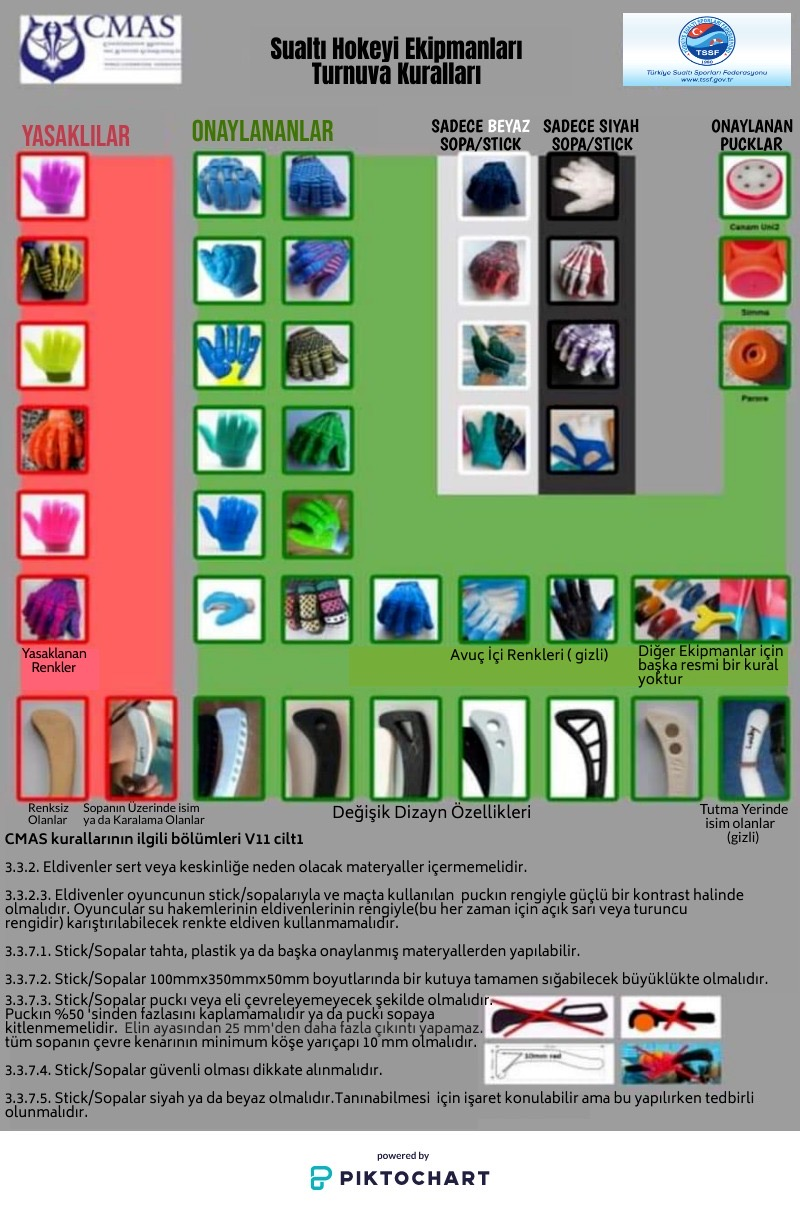 CMAS
Sualtı Hokeyi Ekipmanları
Turnuva Kuralları
TSSF
1980
Türkiye Sualtı Sporları Federasyonu
www.tssf.gov.tr
YASAKLILAR
ONAYLANANLAR
SADECE BEYAZ
SOPA/STICK
SADECE SIYAH
SOPA/STICK
ONAYLANAN
PUCKLAR
Canam Uni2
Simma
Parore
Yasaklanan
Renkler
Avuç İçi Renkleri ( gizli)
Diğer Ekipmanlar için
başka resmi bir kural
yoktur
Renksiz
Olanlar
Sopanın Üzerinde isim
ya da Karalama Olanlar
Değişik Dizayn Özellikleri
Tutma Yerinde
isim olanlar
(gizli)
CMAS kurallarının ilgili bölümleri V11 cilt1
3.3.2. Eldivenler sert veya keskinliğe neden olacak materyaller içermemelidir.
3.3.2.3. Eldivenler oyuncunun stick/sopalarıyla ve maçta kullanılan puckın rengiyle güçlü bir kontrast halinde
olmalıdır. Oyuncular su hakemlerinin eldivenlerinin rengiyle(bu her zaman için açık sarı veya turuncu
rengidir) karıştırılabilecek renkte eldiven kullanmamalıdır.
3.3.7.1. Stick/Sopalar tahta, plastik ya da başka onaylanmış materyallerden yapılabilir.
3.3.7.2. Stick/Sopalar 100mmx350mmx50mm boyutlarında bir kutuya tamamen sığabilecek büyüklükte olmalıdır.
3.3.7.3. Stick/Sopalar puckı veya eli çevreleyemeyecek şekilde olmalıdır.
Puckın %50 'sinden fazlasını kaplamamalıdır ya da puckı sopaya
kitlenmemelidir. Elin ayasından 25 mm'den daha fazla çıkıntı yapamaz.
tüm sopanın çevre kenarının minimum köşe yarıçapı 10 mm olmalıdır.
10mm rad
3.3.7.4. Stick/Sopalar güvenli olması dikkate alınmalıdır.
3.3.7.5. Stick/Sopalar siyah ya da beyaz olmalıdır.Tanınabilmesi için işaret konulabilir ama bu yapılırken tedbirli
olunmalıdır.
powered by
PIKTOCHART